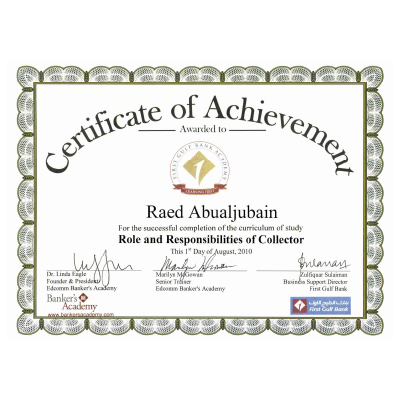 Certificate of Achievement
Awarded to
FIRST GULF BANK ACADEMY
1
LEARNING FIRST
Raed Abualjubain
For the successful completion of the curriculum of study
Role and Responsibilities of Collector
This 1st Day of August, 2010
Dr. Linda Eagle
Founder & President
Edcomm Banker's Academy
Marilyn McGowan
Senior Trainer
Edcomm Banker's Academy
Zulfiquar Sulaiman
Business Support Director
First Gulf Bank
Banker's
Academy
www.bankersacademy.com
بنك الخليج الأول
First Gulf Bank